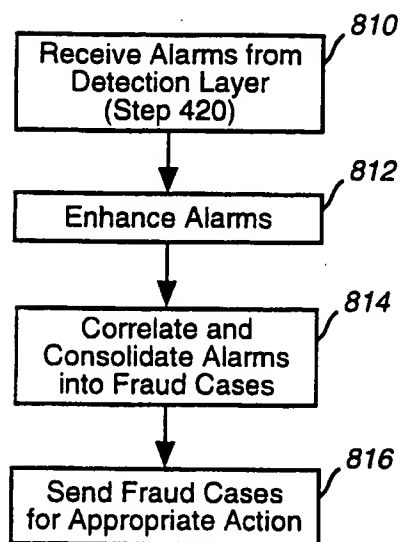 810
Receive Alarms from
Detection Layer
(Step 420)
812
Enhance Alarms
814
Correlate and
Consolidate Alarms
into Fraud Cases
816
Send Fraud Cases
for Appropriate Action